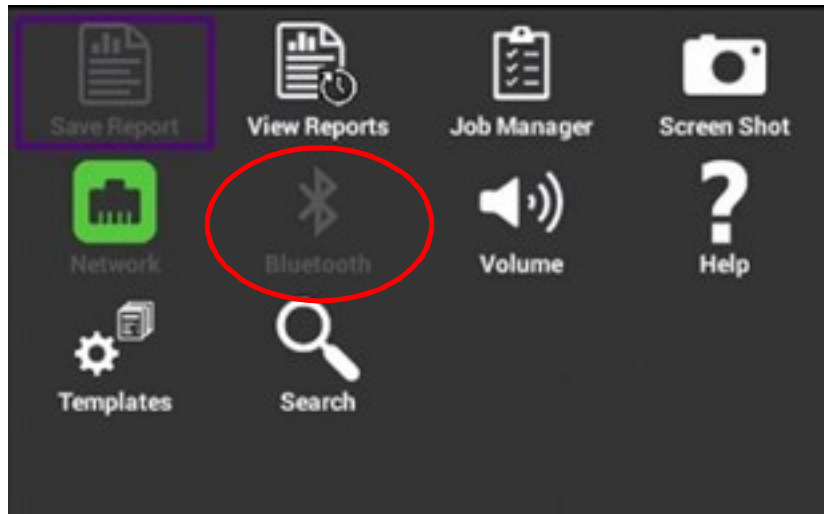 Save Report
View Reports
Job Manager
Screen Shot
Network
Bluetooth
Volume
Help
Templates
Search